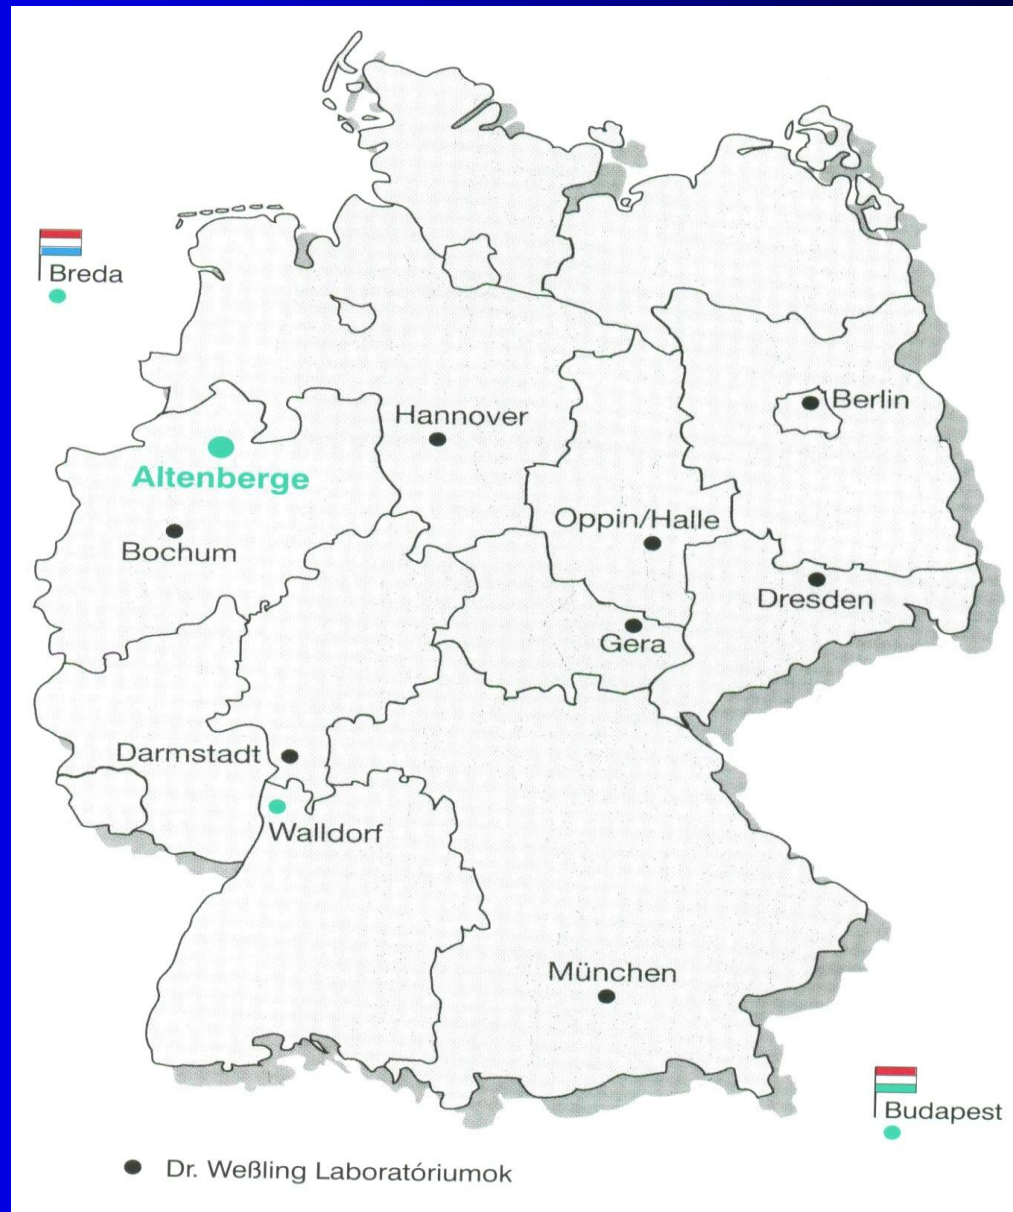 Breda
Berlin
Hannover
Altenberge
Oppin/Halle
Bochum
Dresden
Gera
Darmstadt
Walldorf
München
Budapest
Dr. Weßling Laboratóriumok